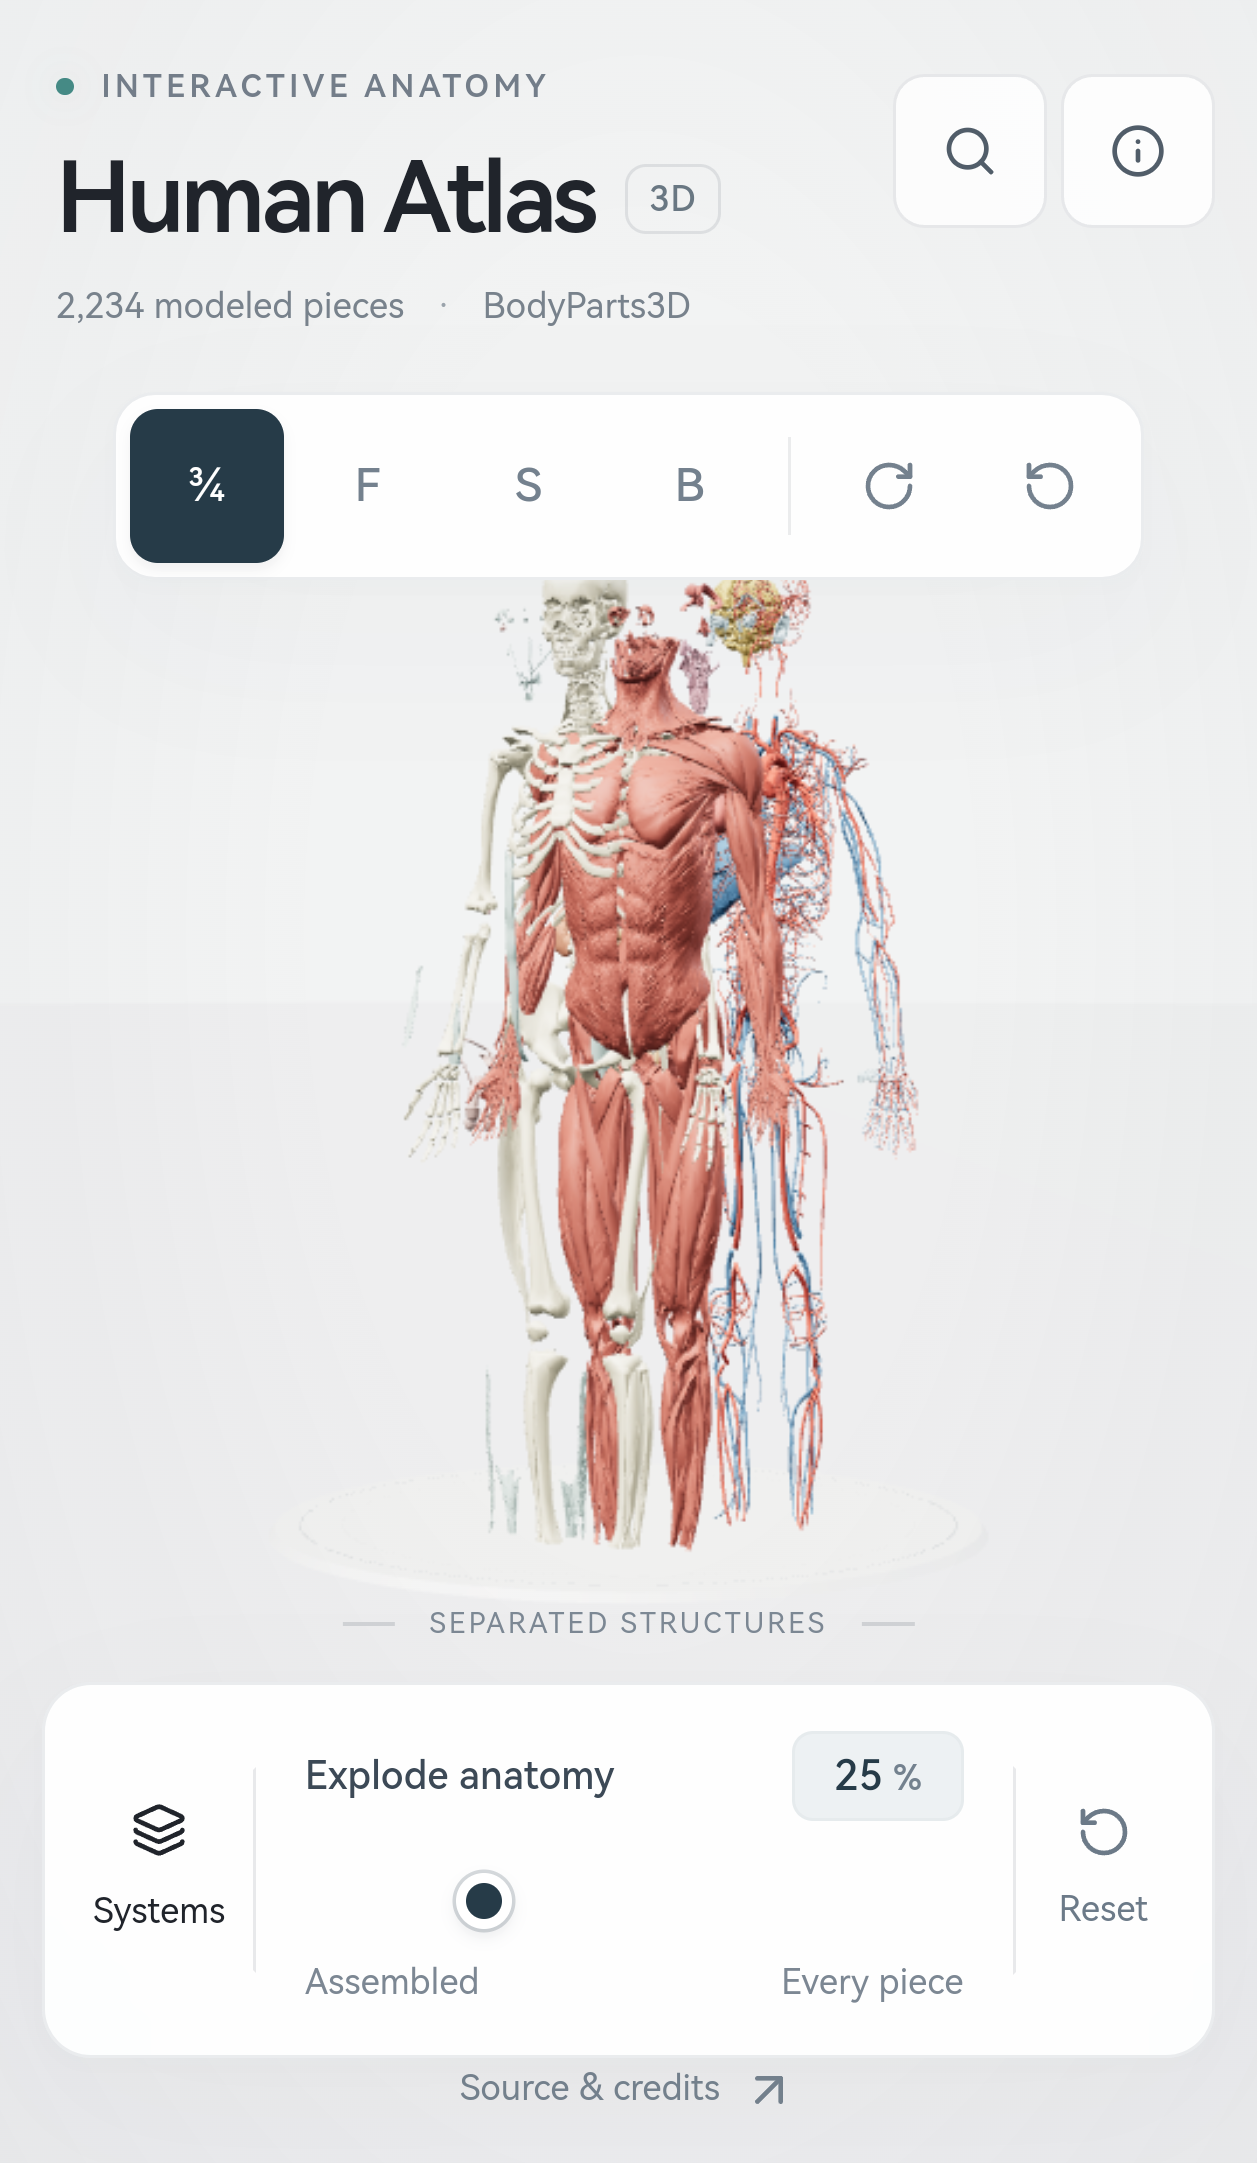 INTERACTIVE ANATOMY
Human Atlas 3D
2,234 modeled pieces · BodyParts3D
¾ F S B
SEPARATED STRUCTURES
Explode anatomy 25 %
Systems
Reset
Assembled Every piece
Source & credits